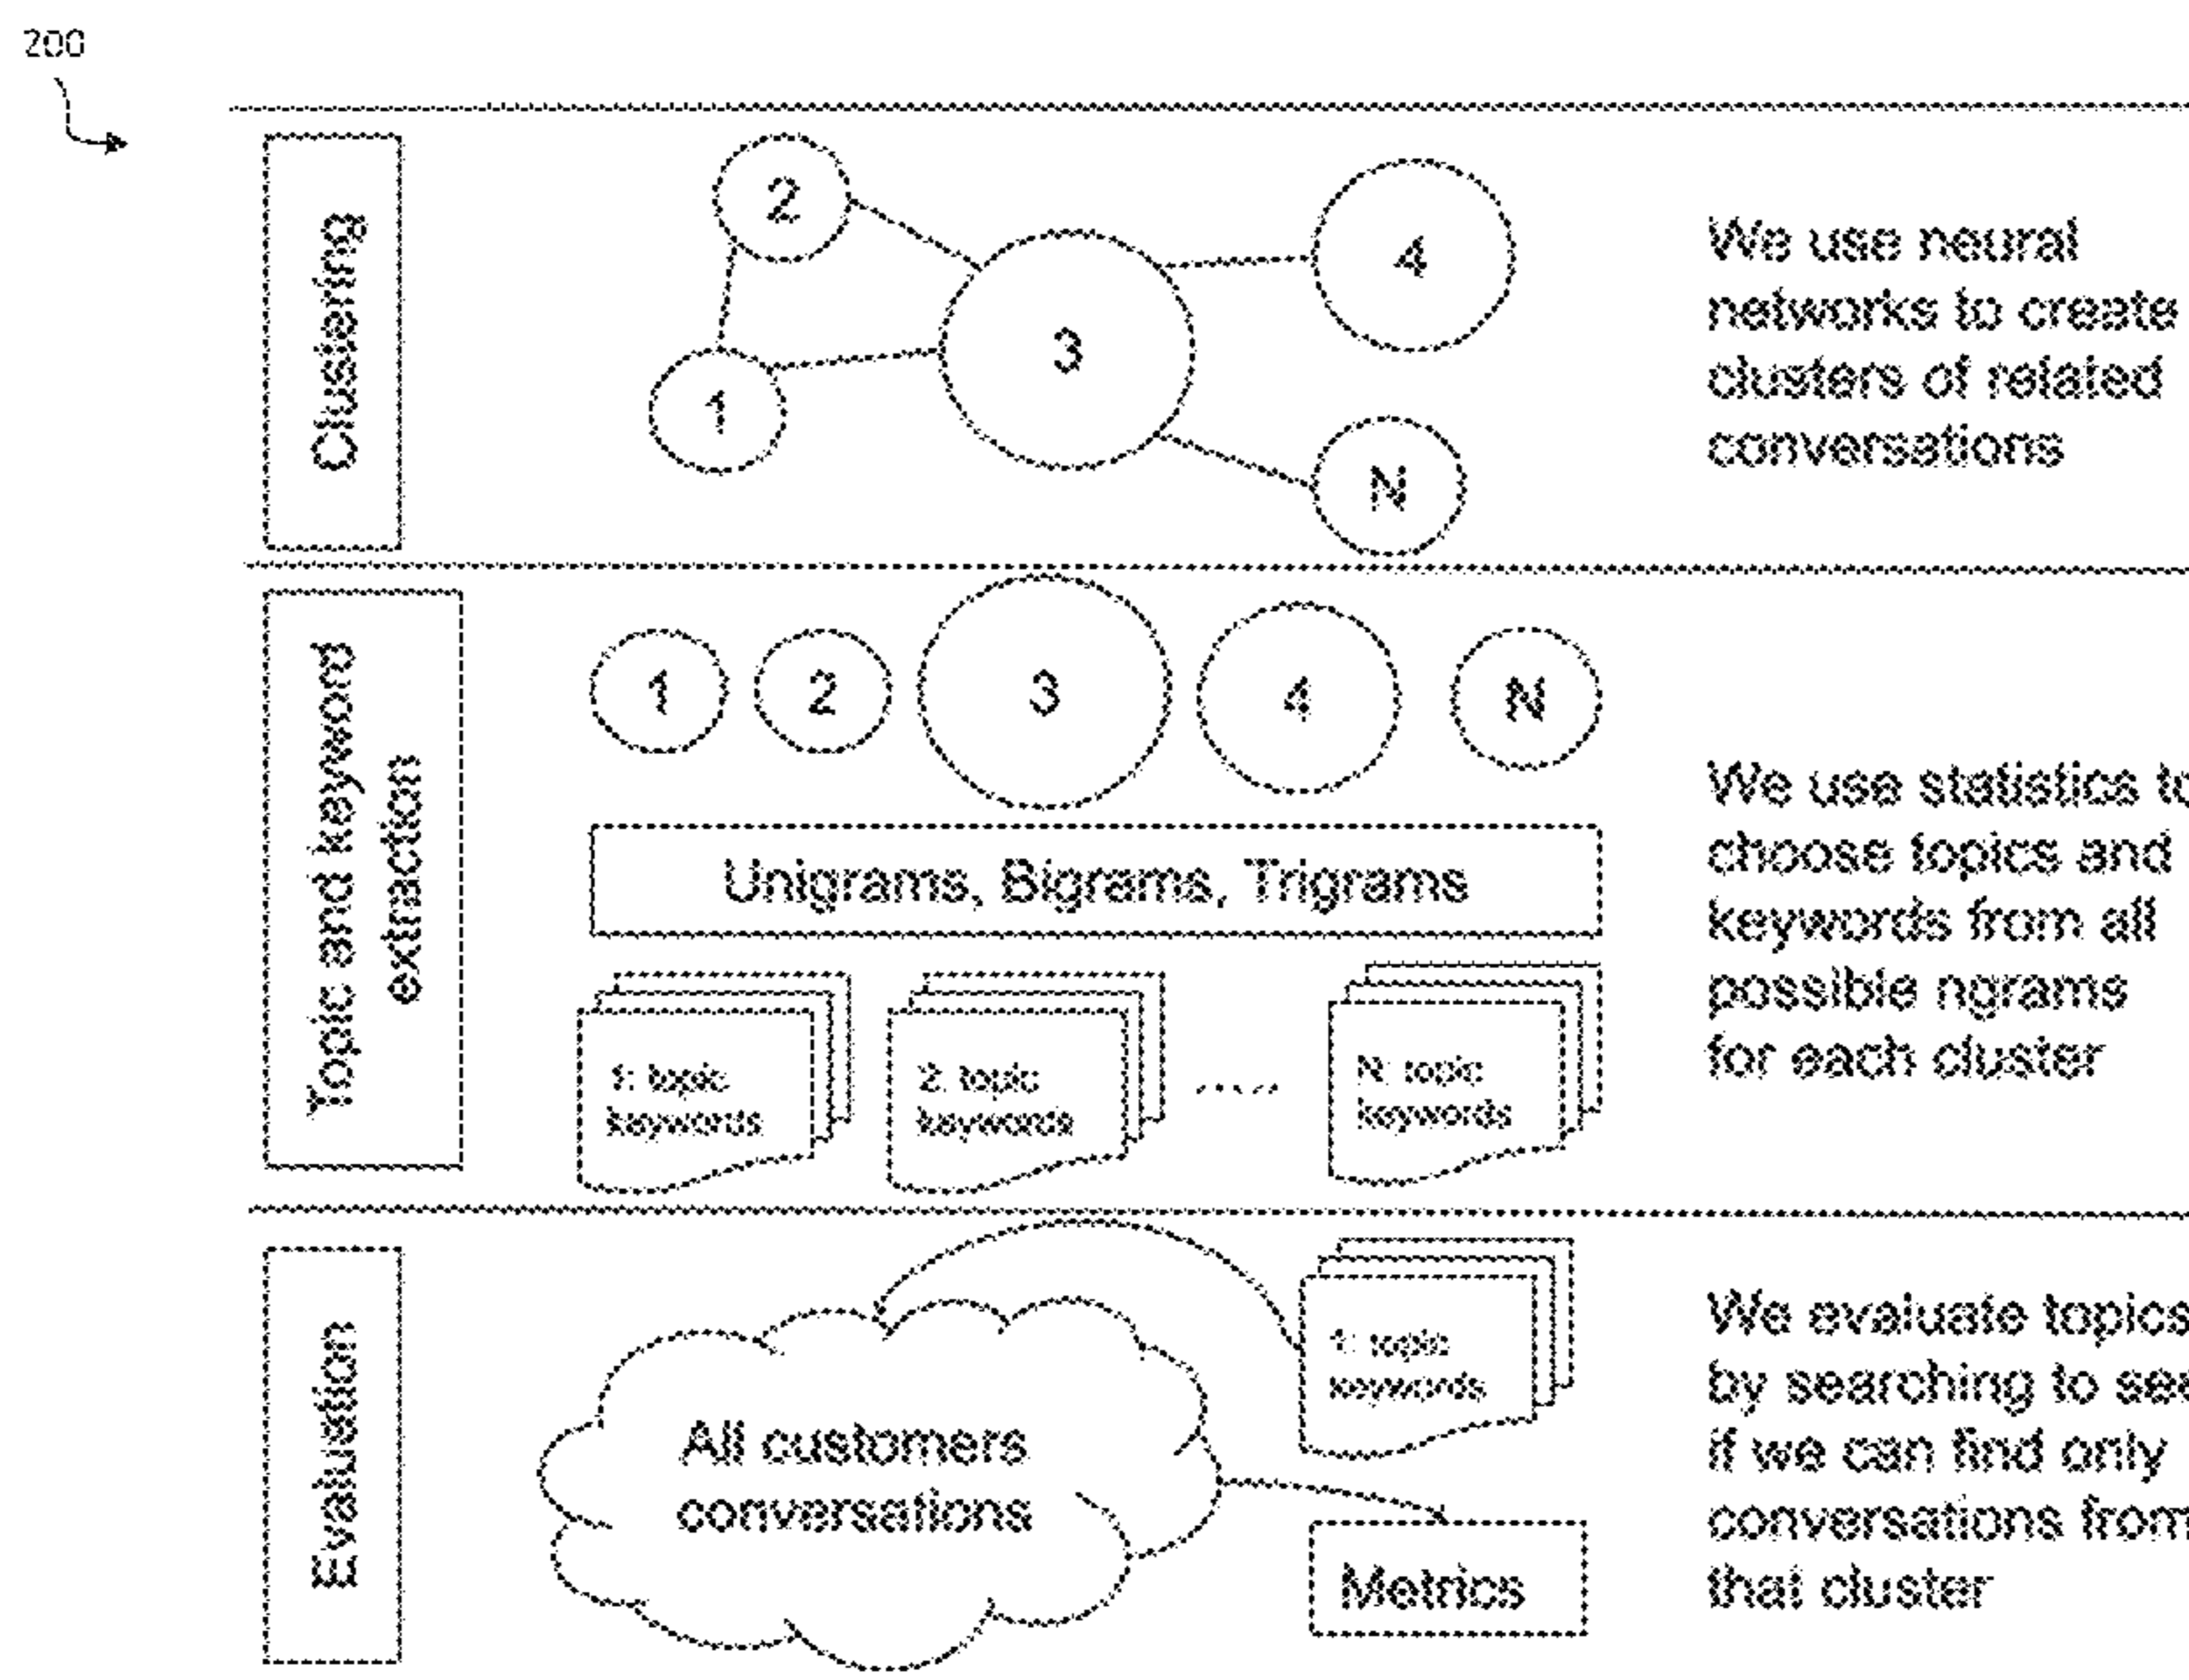 200
Clustering
2
4
3
1
N
We use neural
networks to create
clusters of related
conversations
Topic and keyword
extraction
1 2 3 4 N
Unigrams, Bigrams, Trigrams
1: topic
keywords
2: topic
keywords
.....
N: topic
keywords
We use statistics to
choose topics and
keywords from all
possible ngrams
for each cluster
Evaluation
All customers
conversations
1: topic
keywords
Metrics
We evaluate topics
by searching to see
if we can find only
conversations from
that cluster